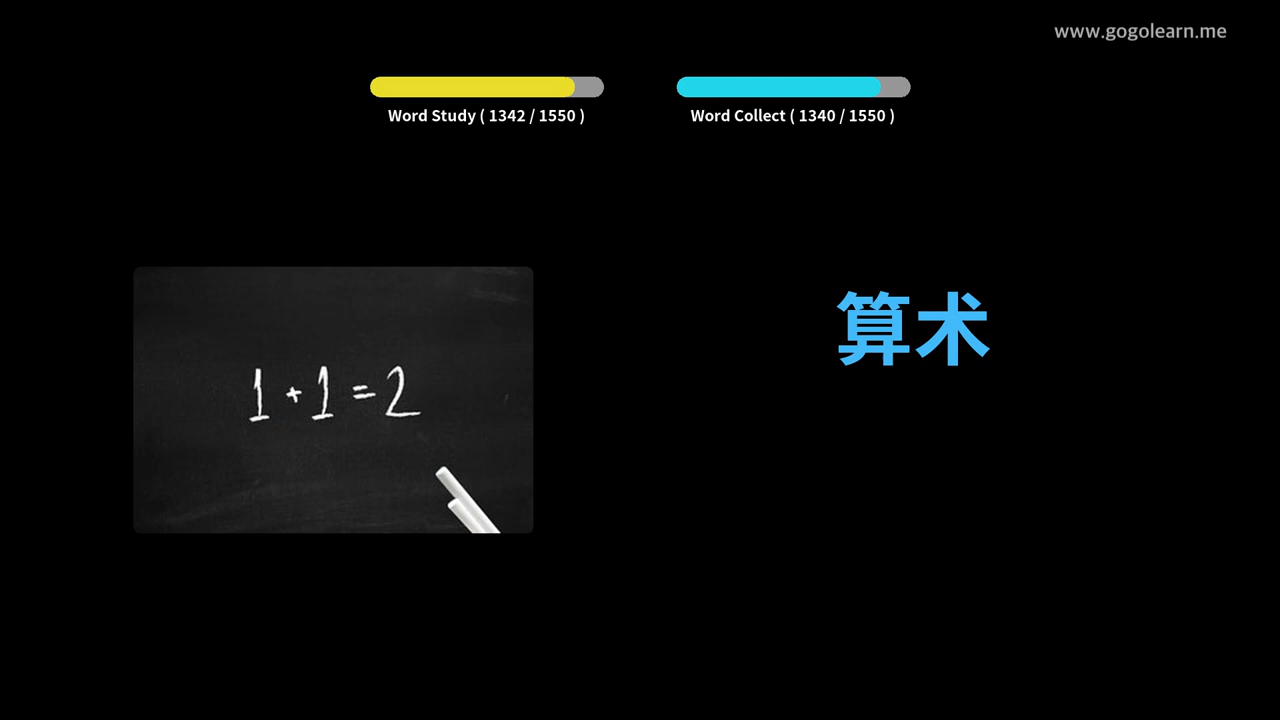 www.gogolearn.me
Word Study ( 1342 / 1550 )
Word Collect ( 1340 / 1550 )
算术
1 + 1 = 2